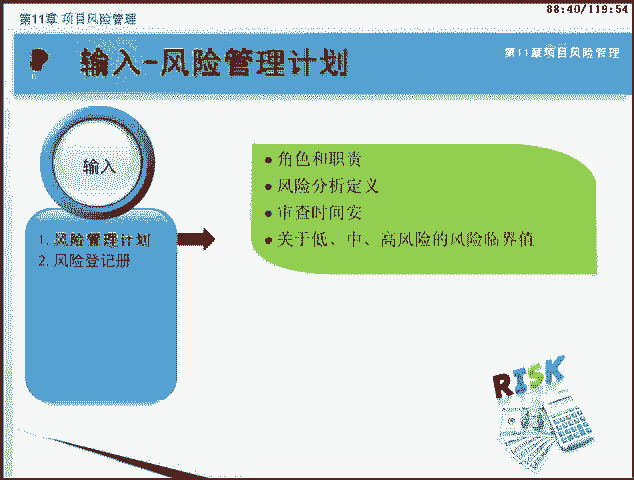 88:40/119:54
第11章 项目风险管理
输入-风险管理计划
第11章项目风险管理
输入
1. 风险管理计划
2. 风险登记册
● 角色和职责
● 风险分析定义
● 审查时间安
● 关于低、中、高风险的风险临界值
RISK